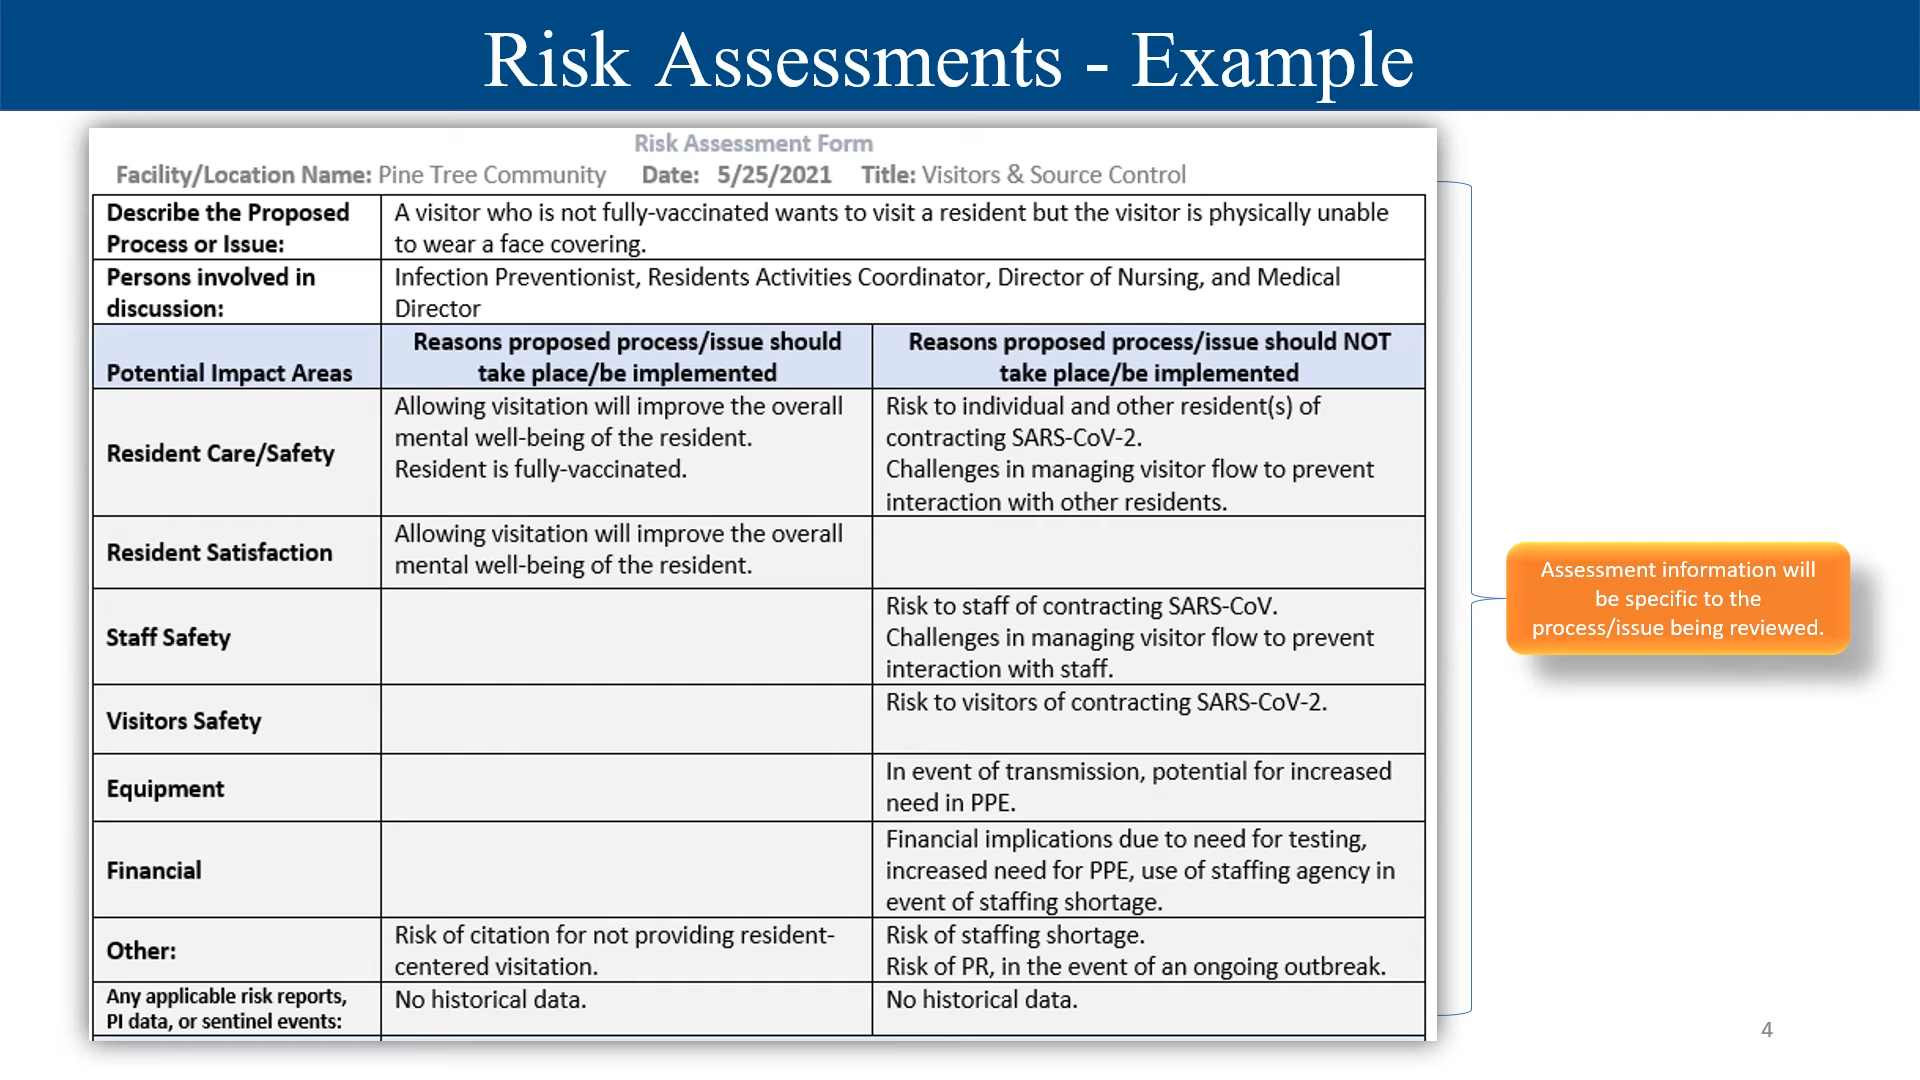 Risk Assessments - Example
Risk Assessment Form
Facility/Location Name: Pine Tree Community Date: 5/25/2021 Title: Visitors & Source Control
Describe the Proposed
Process or Issue:
A visitor who is not fully-vaccinated wants to visit a resident but the visitor is physically unable
to wear a face covering.
Persons involved in
discussion:
Infection Preventionist, Residents Activities Coordinator, Director of Nursing, and Medical
Director
Potential Impact Areas
Reasons proposed process/issue should
take place/be implemented
Reasons proposed process/issue should NOT
take place/be implemented
Resident Care/Safety
Allowing visitation will improve the overall
mental well-being of the resident.
Resident is fully-vaccinated.
Risk to individual and other resident(s) of
contracting SARS-CoV-2.
Challenges in managing visitor flow to prevent
interaction with other residents.
Resident Satisfaction
Allowing visitation will improve the overall
mental well-being of the resident.
Staff Safety
Risk to staff of contracting SARS-CoV.
Challenges in managing visitor flow to prevent
interaction with staff.
Visitors Safety
Risk to visitors of contracting SARS-CoV-2.
Equipment
In event of transmission, potential for increased
need in PPE.
Financial
Financial implications due to need for testing,
increased need for PPE, use of staffing agency in
event of staffing shortage.
Other:
Risk of citation for not providing resident-
centered visitation.
Risk of staffing shortage.
Risk of PR, in the event of an ongoing outbreak.
Any applicable risk reports,
PI data, or sentinel events:
No historical data.
No historical data.
Assessment information will
be specific to the
process/issue being reviewed.
4